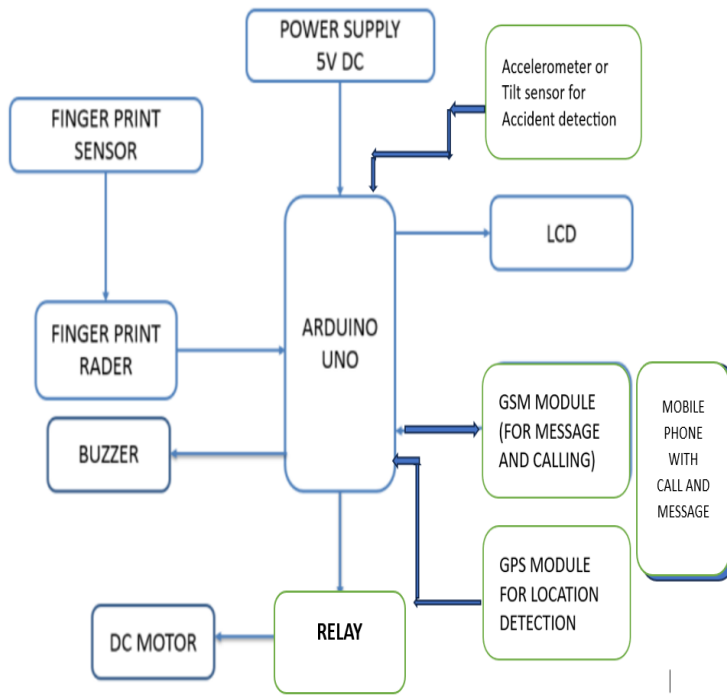 POWER SUPPLY
5V DC
Accelerometer or
Tilt sensor for
Accident detection
FINGER PRINT
SENSOR
LCD
ARDUINO
UNO
FINGER PRINT
RADER
GSM MODULE
(FOR MESSAGE
AND CALLING)
MOBILE
PHONE
WITH
CALL AND
MESSAGE
BUZZER
GPS MODULE
FOR LOCATION
DETECTION
RELAY
DC MOTOR